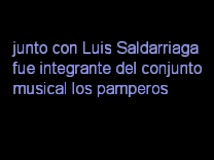 junto con Luis Saldarriaga
fue integrante del conjunto
musical los pamperos